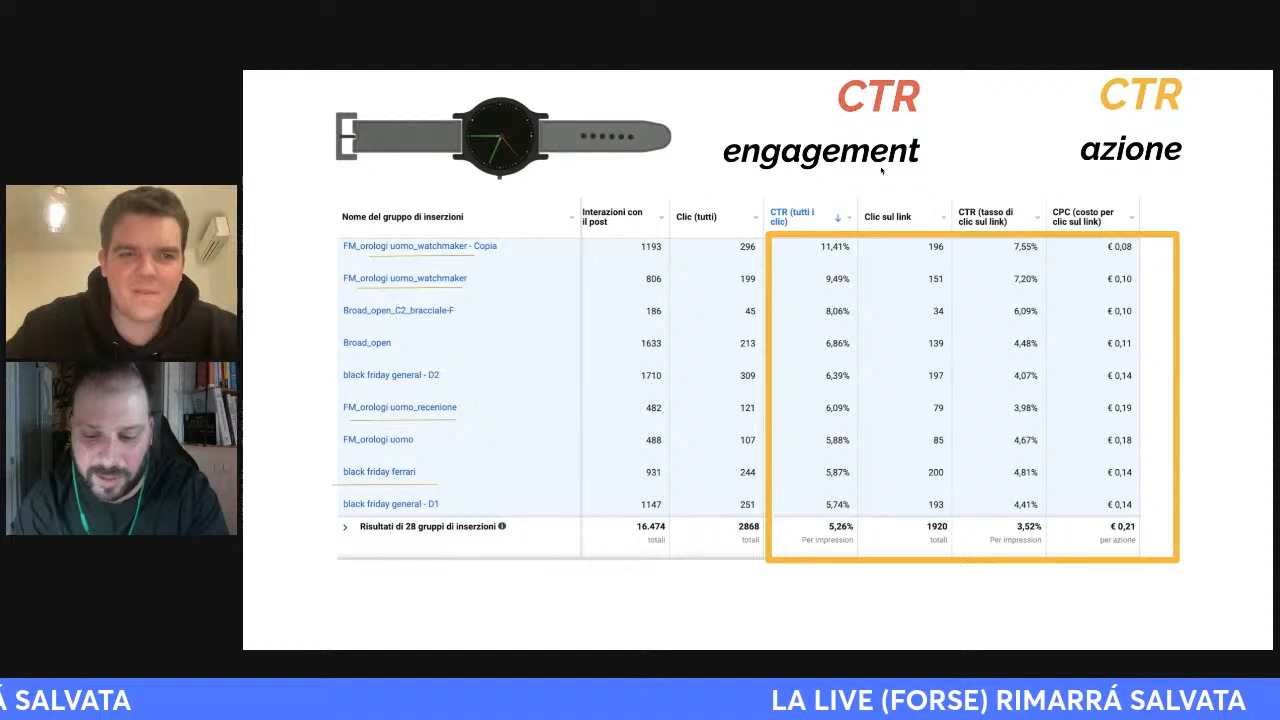 CTR
engagement
CTR
azione
Nome del gruppo di inserzioni
Interazioni con il post
Clic (tutti)
CTR (tutti i clic)
Clic sul link
CTR (tasso di clic sul link)
CPC (costo per clic sul link)
FM_orologi uomo_watchmaker - Copia 1193 296 11,41% 196 7,55% € 0,08
FM_orologi uomo_watchmaker 806 199 9,49% 151 7,20% € 0,10
Broad_open_C2_bracciale-F 186 45 8,06% 34 6,09% € 0,10
Broad_open 1633 213 6,86% 139 4,48% € 0,11
black friday general - D2 1710 309 6,39% 197 4,07% € 0,14
FM_orologi uomo_recenione 482 121 6,09% 79 3,98% € 0,19
FM_orologi uomo 488 107 5,88% 85 4,67% € 0,18
black friday ferrari 931 244 5,87% 200 4,81% € 0,14
black friday general - D1 1147 251 5,74% 193 4,41% € 0,14
Risultati di 28 gruppi di inserzioni 16.474 2868 5,26% 1920 3,52% € 0,21
totali totali Per impression totali Per impression per azione
Á SALVATA LA LIVE (FORSE) RIMARRÁ SALVATA